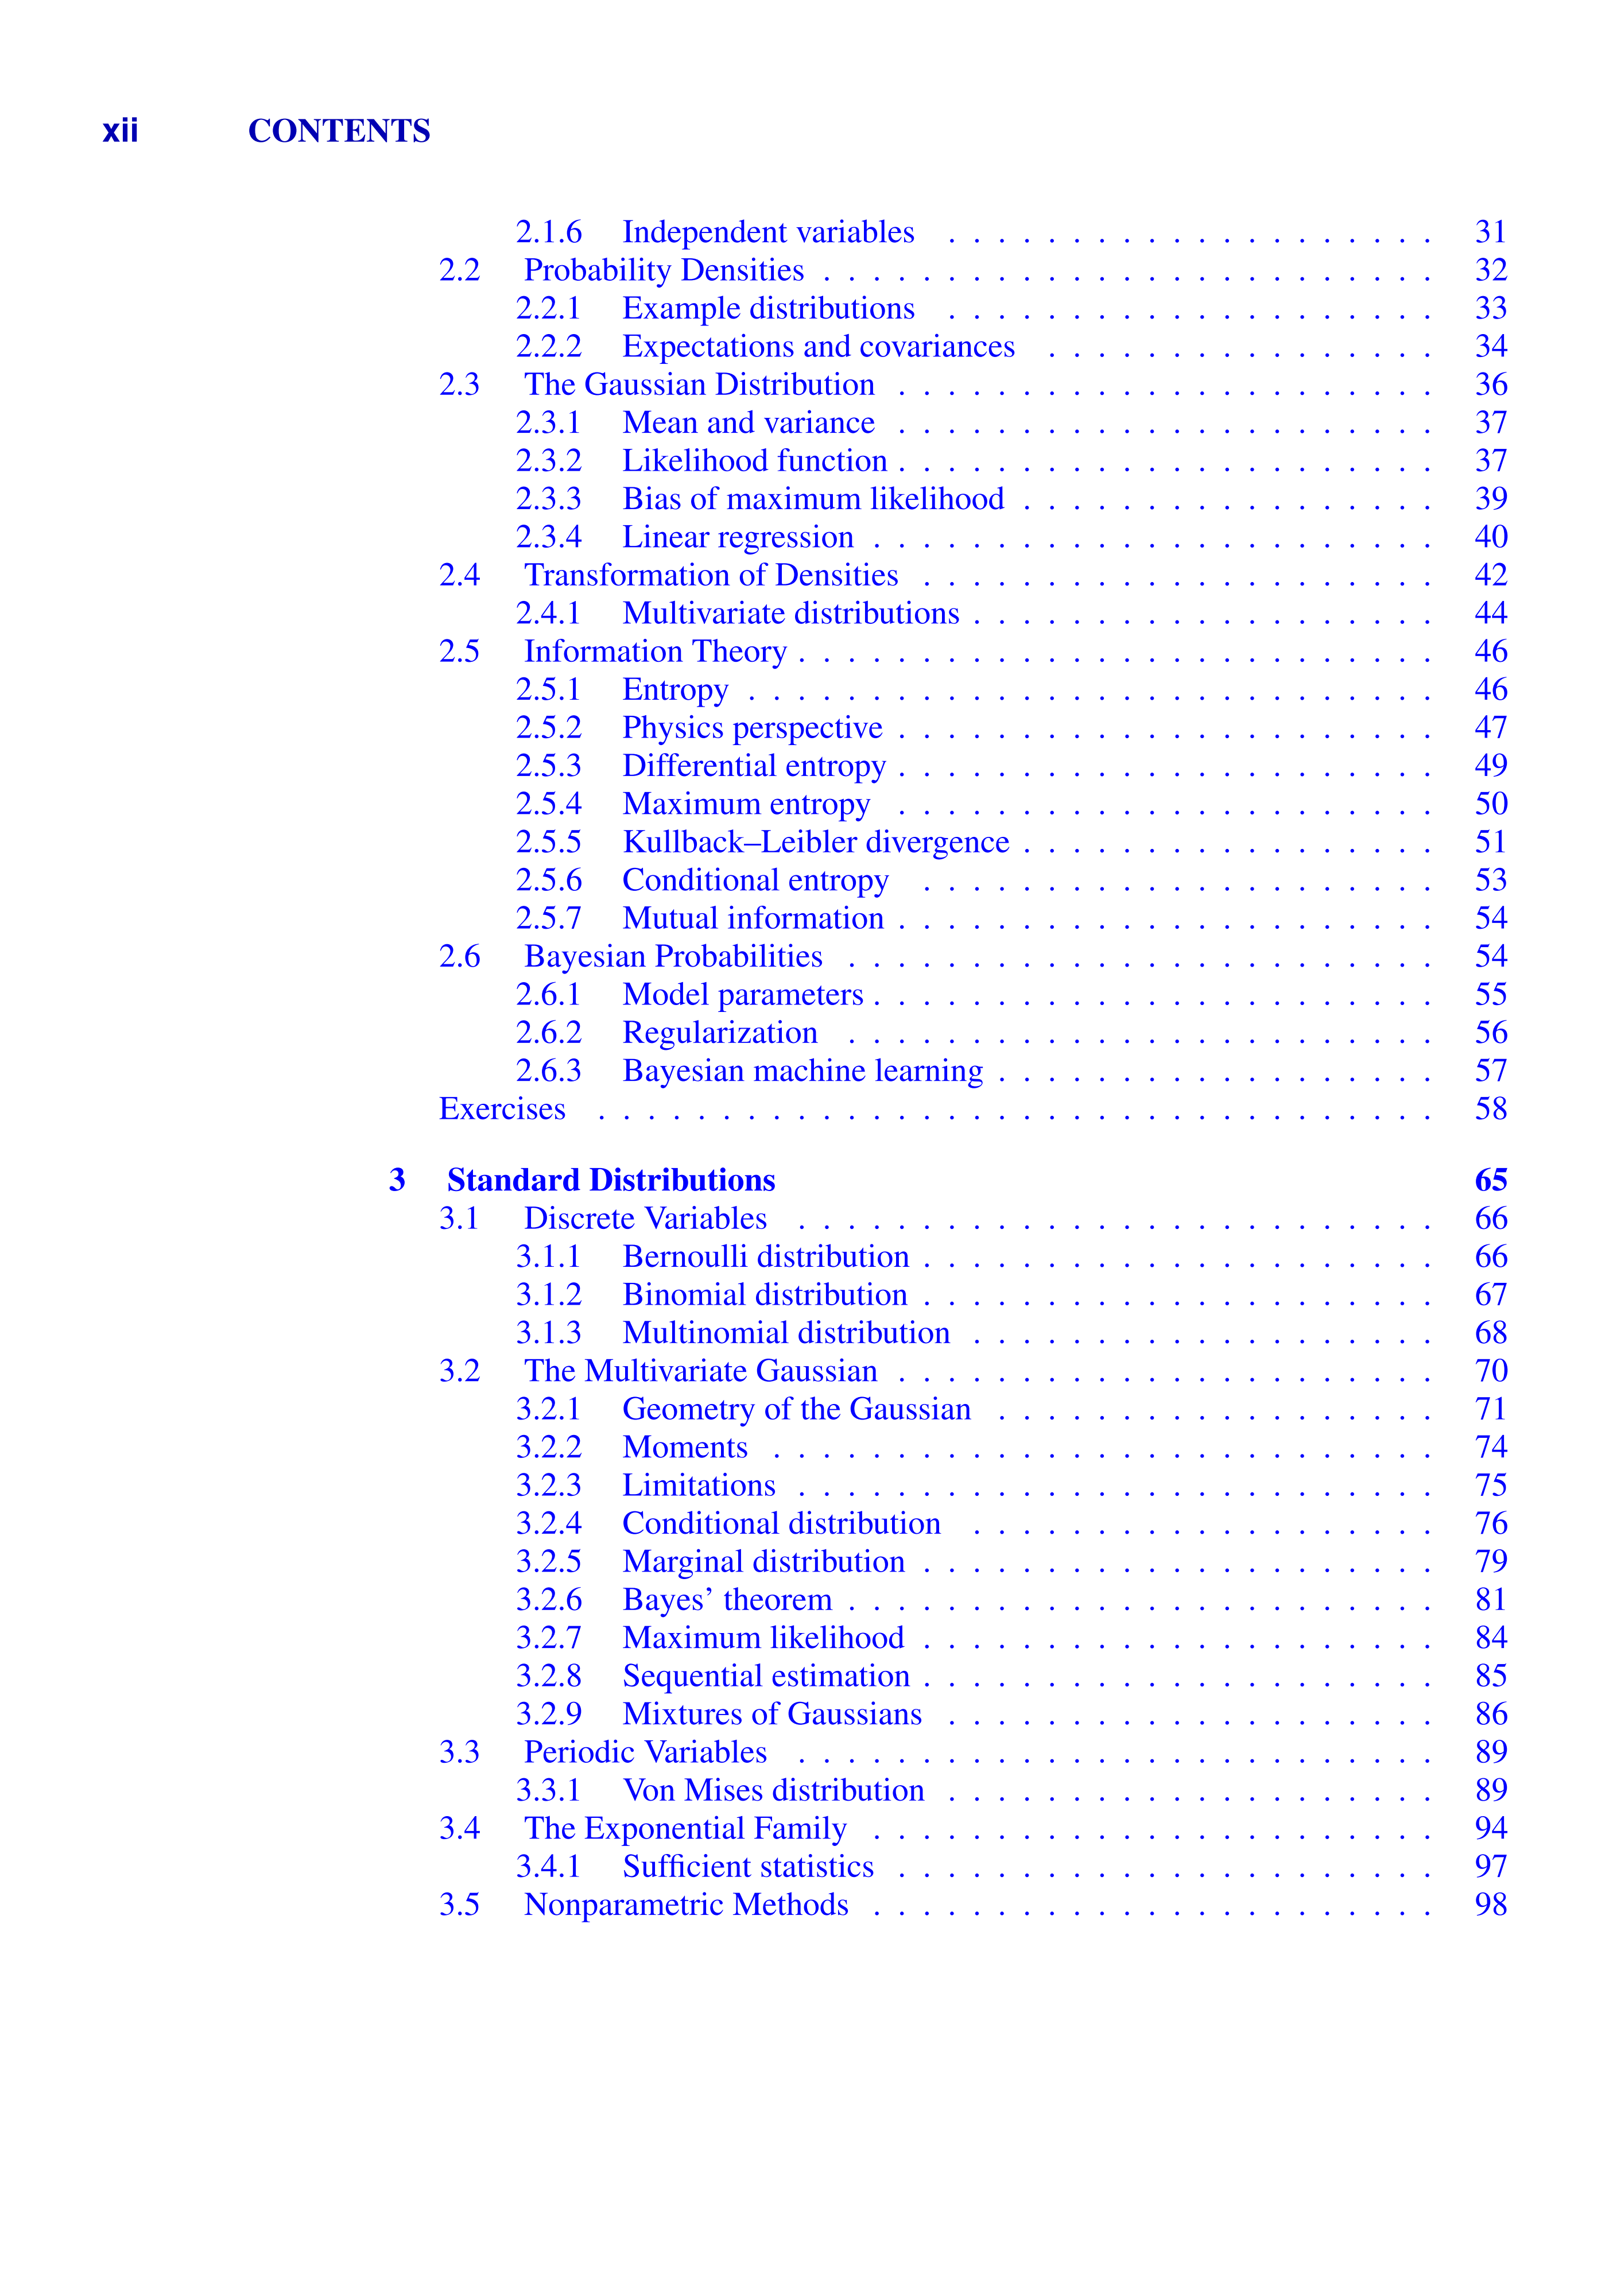 xii CONTENTS
2.1.6 Independent variables . . . . . . . . . . . . . . . . . . . . 31
2.2 Probability Densities . . . . . . . . . . . . . . . . . . . . . . . . . 32
2.2.1 Example distributions . . . . . . . . . . . . . . . . . . . . 33
2.2.2 Expectations and covariances . . . . . . . . . . . . . . . . 34
2.3 The Gaussian Distribution . . . . . . . . . . . . . . . . . . . . . . 36
2.3.1 Mean and variance . . . . . . . . . . . . . . . . . . . . . . 37
2.3.2 Likelihood function . . . . . . . . . . . . . . . . . . . . . . 37
2.3.3 Bias of maximum likelihood . . . . . . . . . . . . . . . . . 39
2.3.4 Linear regression . . . . . . . . . . . . . . . . . . . . . . . 40
2.4 Transformation of Densities . . . . . . . . . . . . . . . . . . . . . 42
2.4.1 Multivariate distributions . . . . . . . . . . . . . . . . . . . 44
2.5 Information Theory . . . . . . . . . . . . . . . . . . . . . . . . . . 46
2.5.1 Entropy . . . . . . . . . . . . . . . . . . . . . . . . . . . . 46
2.5.2 Physics perspective . . . . . . . . . . . . . . . . . . . . . . 47
2.5.3 Differential entropy . . . . . . . . . . . . . . . . . . . . . . 49
2.5.4 Maximum entropy . . . . . . . . . . . . . . . . . . . . . . 50
2.5.5 Kullback–Leibler divergence . . . . . . . . . . . . . . . . . 51
2.5.6 Conditional entropy . . . . . . . . . . . . . . . . . . . . . 53
2.5.7 Mutual information . . . . . . . . . . . . . . . . . . . . . . 54
2.6 Bayesian Probabilities . . . . . . . . . . . . . . . . . . . . . . . . 54
2.6.1 Model parameters . . . . . . . . . . . . . . . . . . . . . . . 55
2.6.2 Regularization . . . . . . . . . . . . . . . . . . . . . . . . 56
2.6.3 Bayesian machine learning . . . . . . . . . . . . . . . . . . 57
Exercises . . . . . . . . . . . . . . . . . . . . . . . . . . . . . . . . . . 58
3 Standard Distributions 65
3.1 Discrete Variables . . . . . . . . . . . . . . . . . . . . . . . . . . 66
3.1.1 Bernoulli distribution . . . . . . . . . . . . . . . . . . . . . 66
3.1.2 Binomial distribution . . . . . . . . . . . . . . . . . . . . . 67
3.1.3 Multinomial distribution . . . . . . . . . . . . . . . . . . . 68
3.2 The Multivariate Gaussian . . . . . . . . . . . . . . . . . . . . . . 70
3.2.1 Geometry of the Gaussian . . . . . . . . . . . . . . . . . . 71
3.2.2 Moments . . . . . . . . . . . . . . . . . . . . . . . . . . . 74
3.2.3 Limitations . . . . . . . . . . . . . . . . . . . . . . . . . . 75
3.2.4 Conditional distribution . . . . . . . . . . . . . . . . . . . 76
3.2.5 Marginal distribution . . . . . . . . . . . . . . . . . . . . . 79
3.2.6 Bayes’ theorem . . . . . . . . . . . . . . . . . . . . . . . . 81
3.2.7 Maximum likelihood . . . . . . . . . . . . . . . . . . . . . 84
3.2.8 Sequential estimation . . . . . . . . . . . . . . . . . . . . . 85
3.2.9 Mixtures of Gaussians . . . . . . . . . . . . . . . . . . . . 86
3.3 Periodic Variables . . . . . . . . . . . . . . . . . . . . . . . . . . 89
3.3.1 Von Mises distribution . . . . . . . . . . . . . . . . . . . . 89
3.4 The Exponential Family . . . . . . . . . . . . . . . . . . . . . . . 94
3.4.1 Sufficient statistics . . . . . . . . . . . . . . . . . . . . . . 97
3.5 Nonparametric Methods . . . . . . . . . . . . . . . . . . . . . . . 98